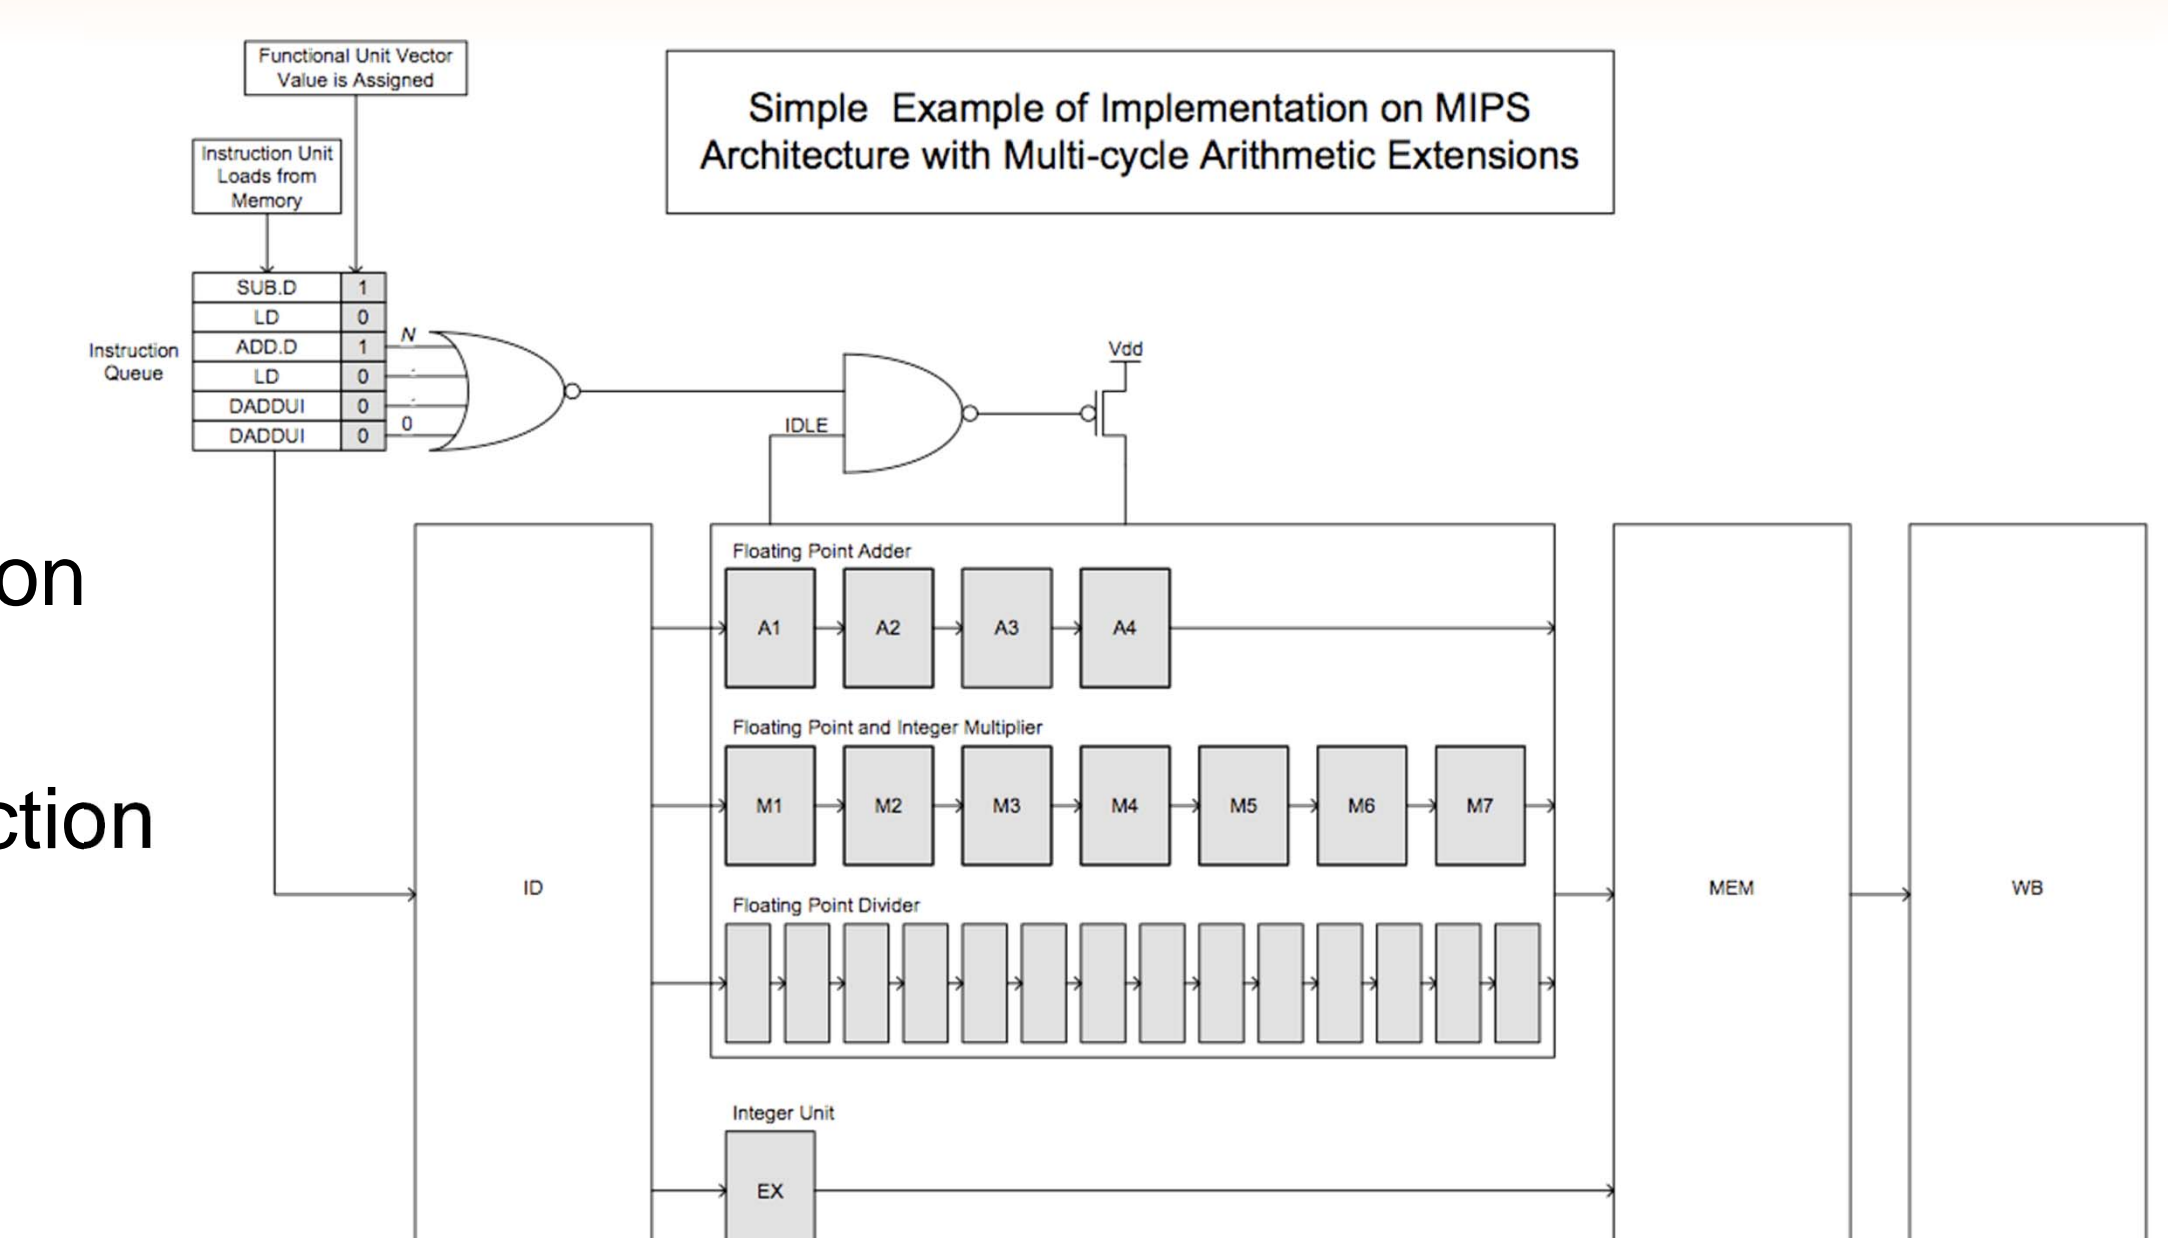 Functional Unit Vector
Value is Assigned
Simple Example of Implementation on MIPS
Architecture with Multi-cycle Arithmetic Extensions
Instruction Unit
Loads from
Memory
SUB.D 1
LD 0
ADD.D 1
LD 0
DADDUI 0
DADDUI 0
Instruction
Queue
N
0
IDLE
Vdd
on
ction
ID
Floating Point Adder
A1 A2 A3 A4
Floating Point and Integer Multiplier
M1 M2 M3 M4 M5 M6 M7
Floating Point Divider
Integer Unit
EX
MEM
WB